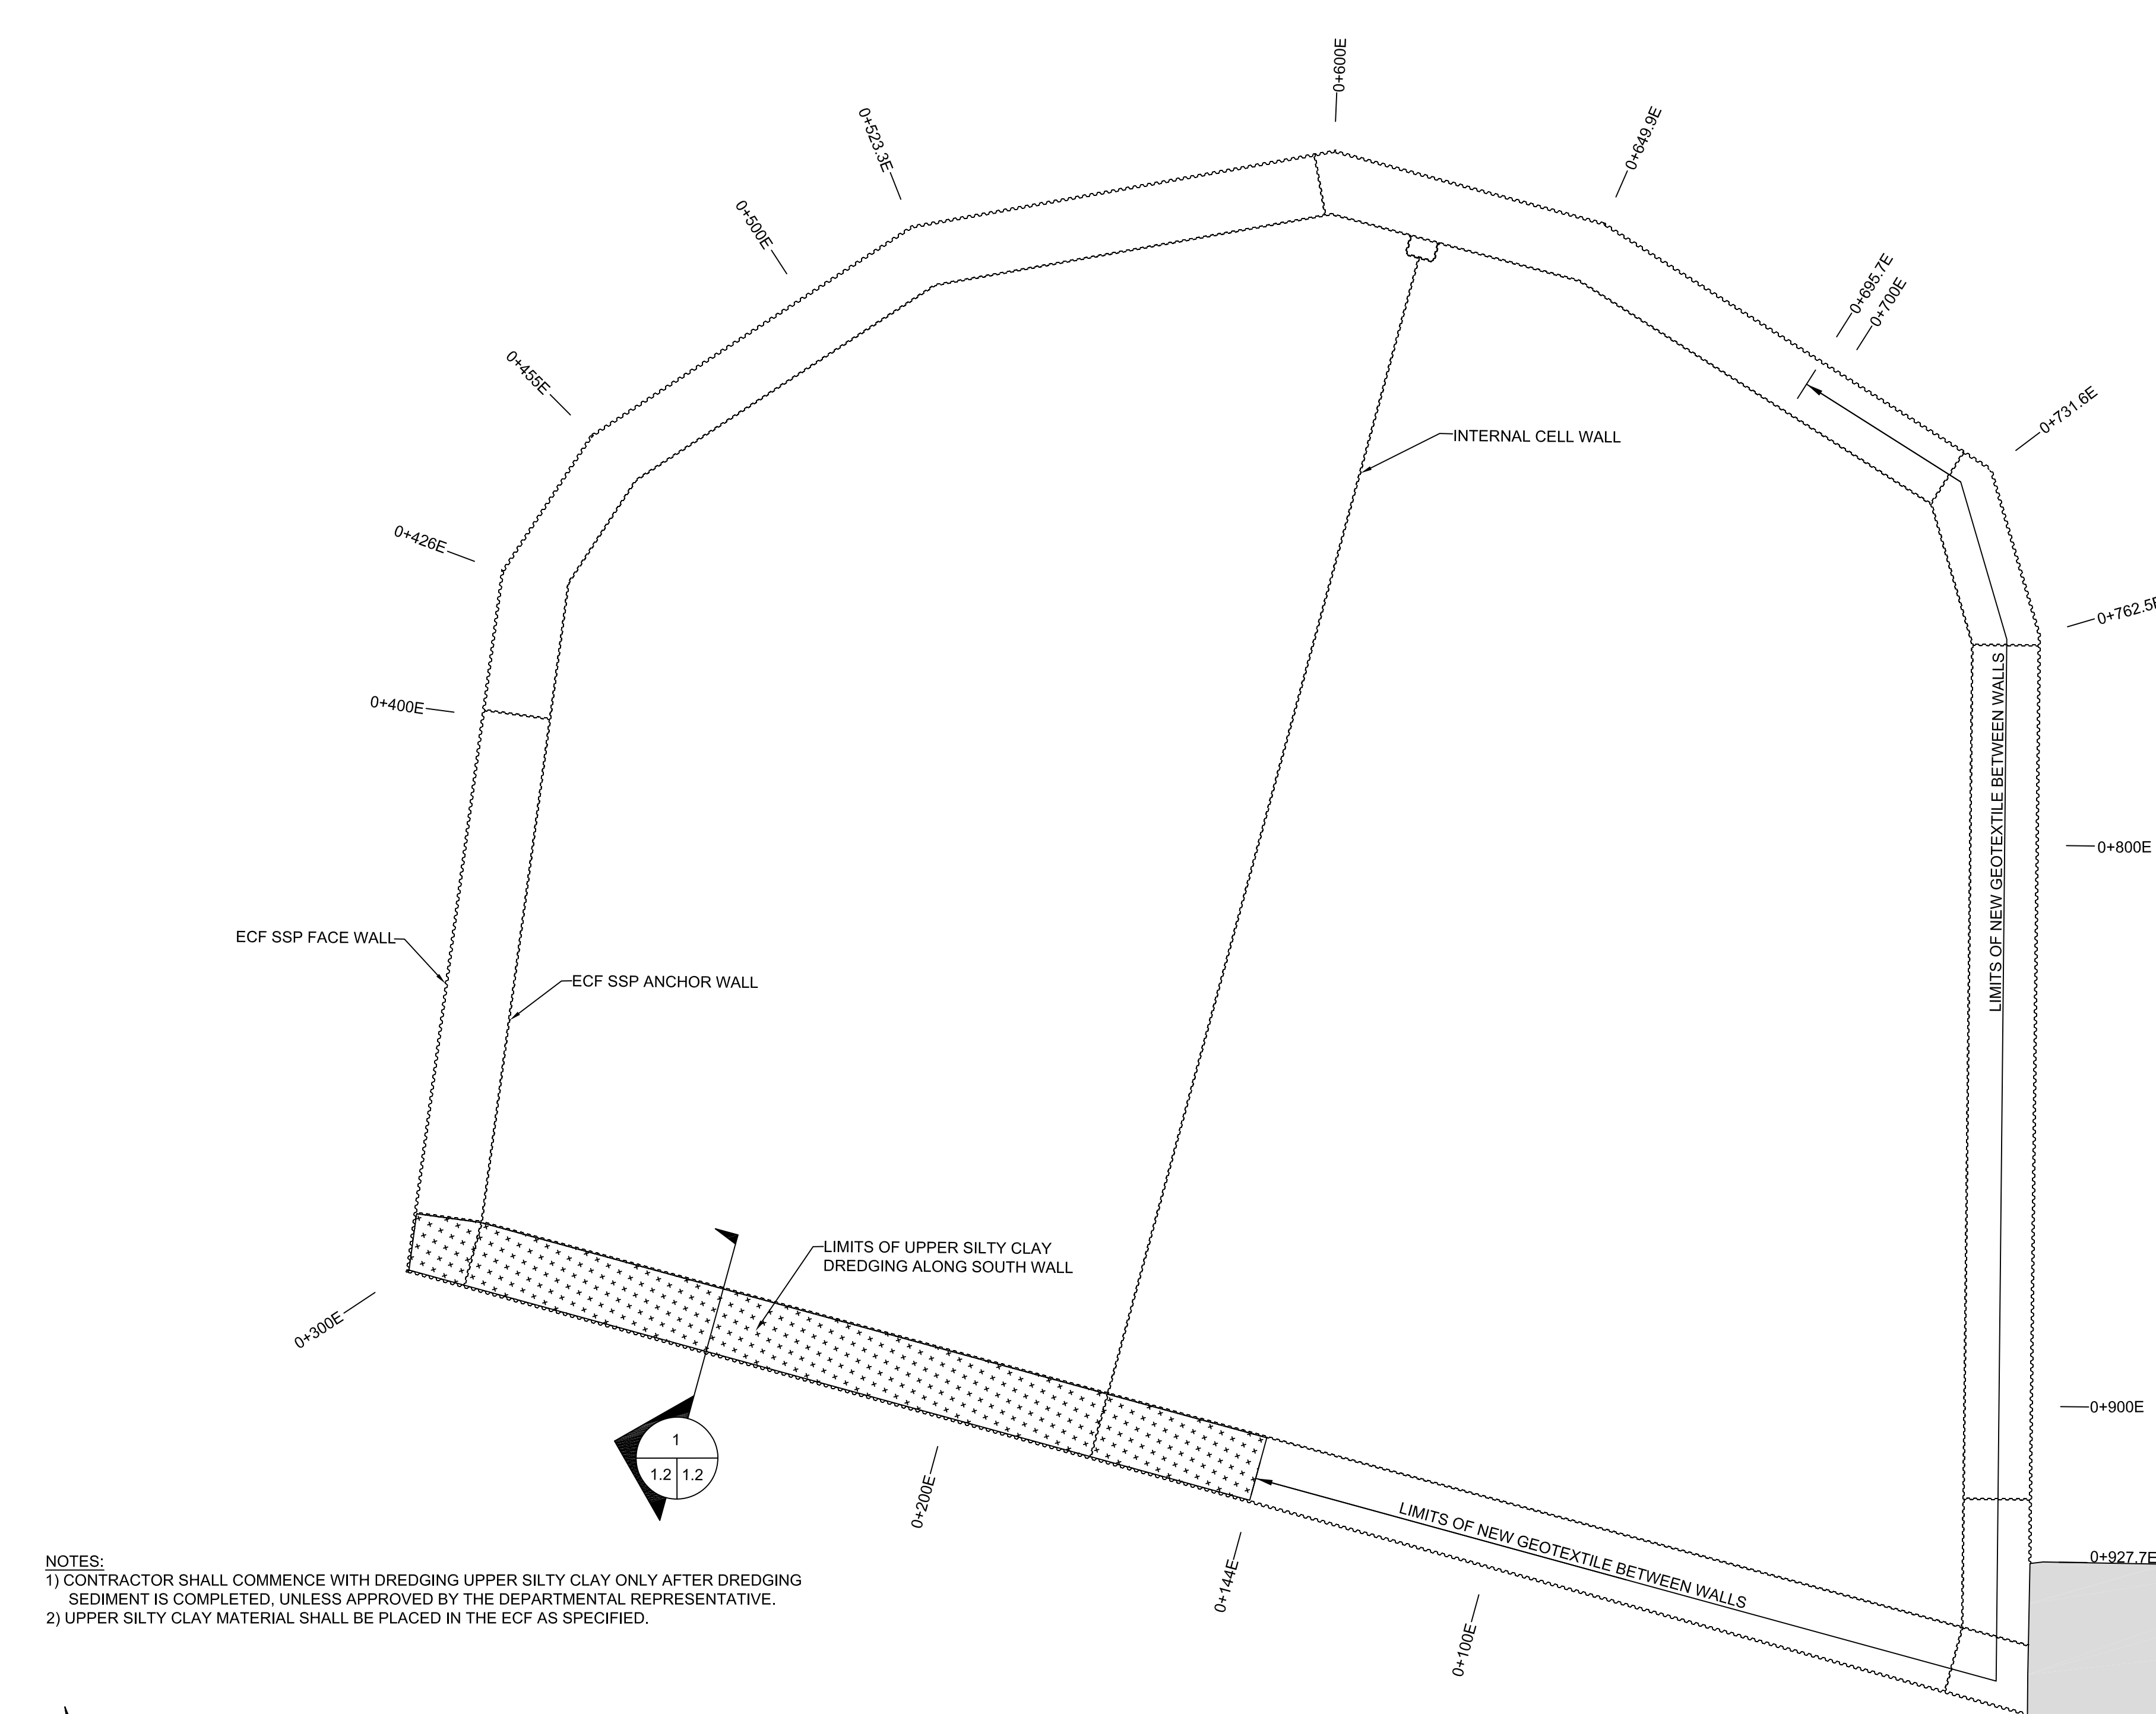 0+600E
0+649.9E
0+523.3E
0+500E
0+695.7E
0+700E
0+455E
0+731.6E
INTERNAL CELL WALL
0+426E
0+762.5E
0+400E
LIMITS OF NEW GEOTEXTILE BETWEEN WALLS
0+800E
ECF SSP FACE WALL
ECF SSP ANCHOR WALL
LIMITS OF UPPER SILTY CLAY
DREDGING ALONG SOUTH WALL
0+300E
0+900E
1
1.2 1.2
0+200E
LIMITS OF NEW GEOTEXTILE BETWEEN WALLS
0+144E
0+100E
0+927.7E
NOTES:
1) CONTRACTOR SHALL COMMENCE WITH DREDGING UPPER SILTY CLAY ONLY AFTER DREDGING
SEDIMENT IS COMPLETED, UNLESS APPROVED BY THE DEPARTMENTAL REPRESENTATIVE.
2) UPPER SILTY CLAY MATERIAL SHALL BE PLACED IN THE ECF AS SPECIFIED.